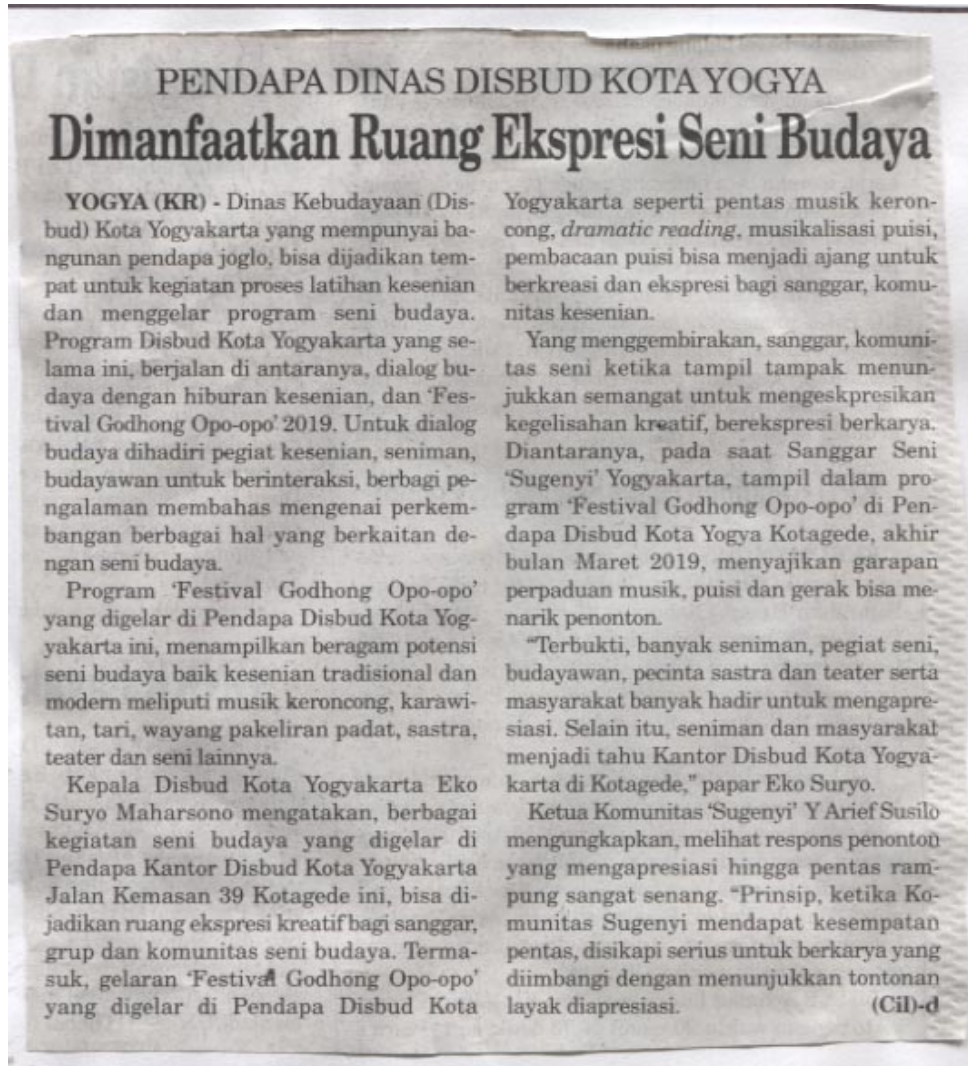 PENDAPA DINAS DISBUD KOTA YOGYA
Dimanfaatkan Ruang Ekspresi Seni Budaya
YOGYA (KR) - Dinas Kebudayaan (Dis-
bud) Kota Yogyakarta yang mempunyai ba-
ngunan pendapa joglo, bisa dijadikan tem-
pat untuk kegiatan proses latihan kesenian
dan menggelar program seni budaya.
Program Disbud Kota Yogyakarta yang se-
lama ini, berjalan di antaranya, dialog bu-
daya dengan hiburan kesenian, dan 'Fes-
tival Godhong Opo-opo' 2019. Untuk dialog
budaya dihadiri pegiat kesenian, seniman,
budayawan untuk berinteraksi, berbagi pe-
ngalaman membahas mengenai perkem-
bangan berbagai hal yang berkaitan de-
ngan seni budaya.
Program 'Festival Godhong Opo-opo'
yang digelar di Pendapa Disbud Kota Yog-
yakarta ini, menampilkan beragam potensi
seni budaya baik kesenian tradisional dan
modern meliputi musik keroncong, karawi-
tan, tari, wayang pakeliran padat, sastra,
teater dan seni lainnya.
Kepala Disbud Kota Yogyakarta Eko
Suryo Maharsono mengatakan, berbagai
kegiatan seni budaya yang digelar di
Pendapa Kantor Disbud Kota Yogyakarta
Jalan Kemasan 39 Kotagede ini, bisa di-
jadikan ruang ekspresi kreatif bagi sanggar,
grup dan komunitas seni budaya. Terma-
suk, gelaran 'Festival Godhong Opo-opo'
yang digelar di Pendapa Disbud Kota
Yogyakarta seperti pentas musik keron-
cong, dramatic reading, musikalisasi puisi,
pembacaan puisi bisa menjadi ajang untuk
berkreasi dan ekspresi bagi sanggar, komu-
nitas kesenian.
Yang menggembirakan, sanggar, komuni-
tas seni ketika tampil tampak menun-
jukkan semangat untuk mengeskpresikan
kegelisahan kreatif, berekspresi berkarya.
Diantaranya, pada saat Sanggar Seni
'Sugenyi' Yogyakarta, tampil dalam pro-
gram 'Festival Godhong Opo-opo' di Pen-
dapa Disbud Kota Yogya Kotagede, akhir
bulan Maret 2019, menyajikan garapan
perpaduan musik, puisi dan gerak bisa me-
narik penonton.
"Terbukti, banyak seniman, pegiat seni,
budayawan, pecinta sastra dan teater serta
masyarakat banyak hadir untuk mengapre-
siasi. Selain itu, seniman dan masyarakat
menjadi tahu Kantor Disbud Kota Yogya-
karta di Kotagede," papar Eko Suryo.
Ketua Komunitas 'Sugenyi' Y Arief Susilo
mengungkapkan, melihat respons penonton
yang mengapresiasi hingga pentas ram-
pung sangat senang. "Prinsip, ketika Ko-
munitas Sugenyi mendapat kesempatan
pentas, disikapi serius untuk berkarya yang
diimbangi dengan menunjukkan tontonan
layak diapresiasi. (Cil)-d